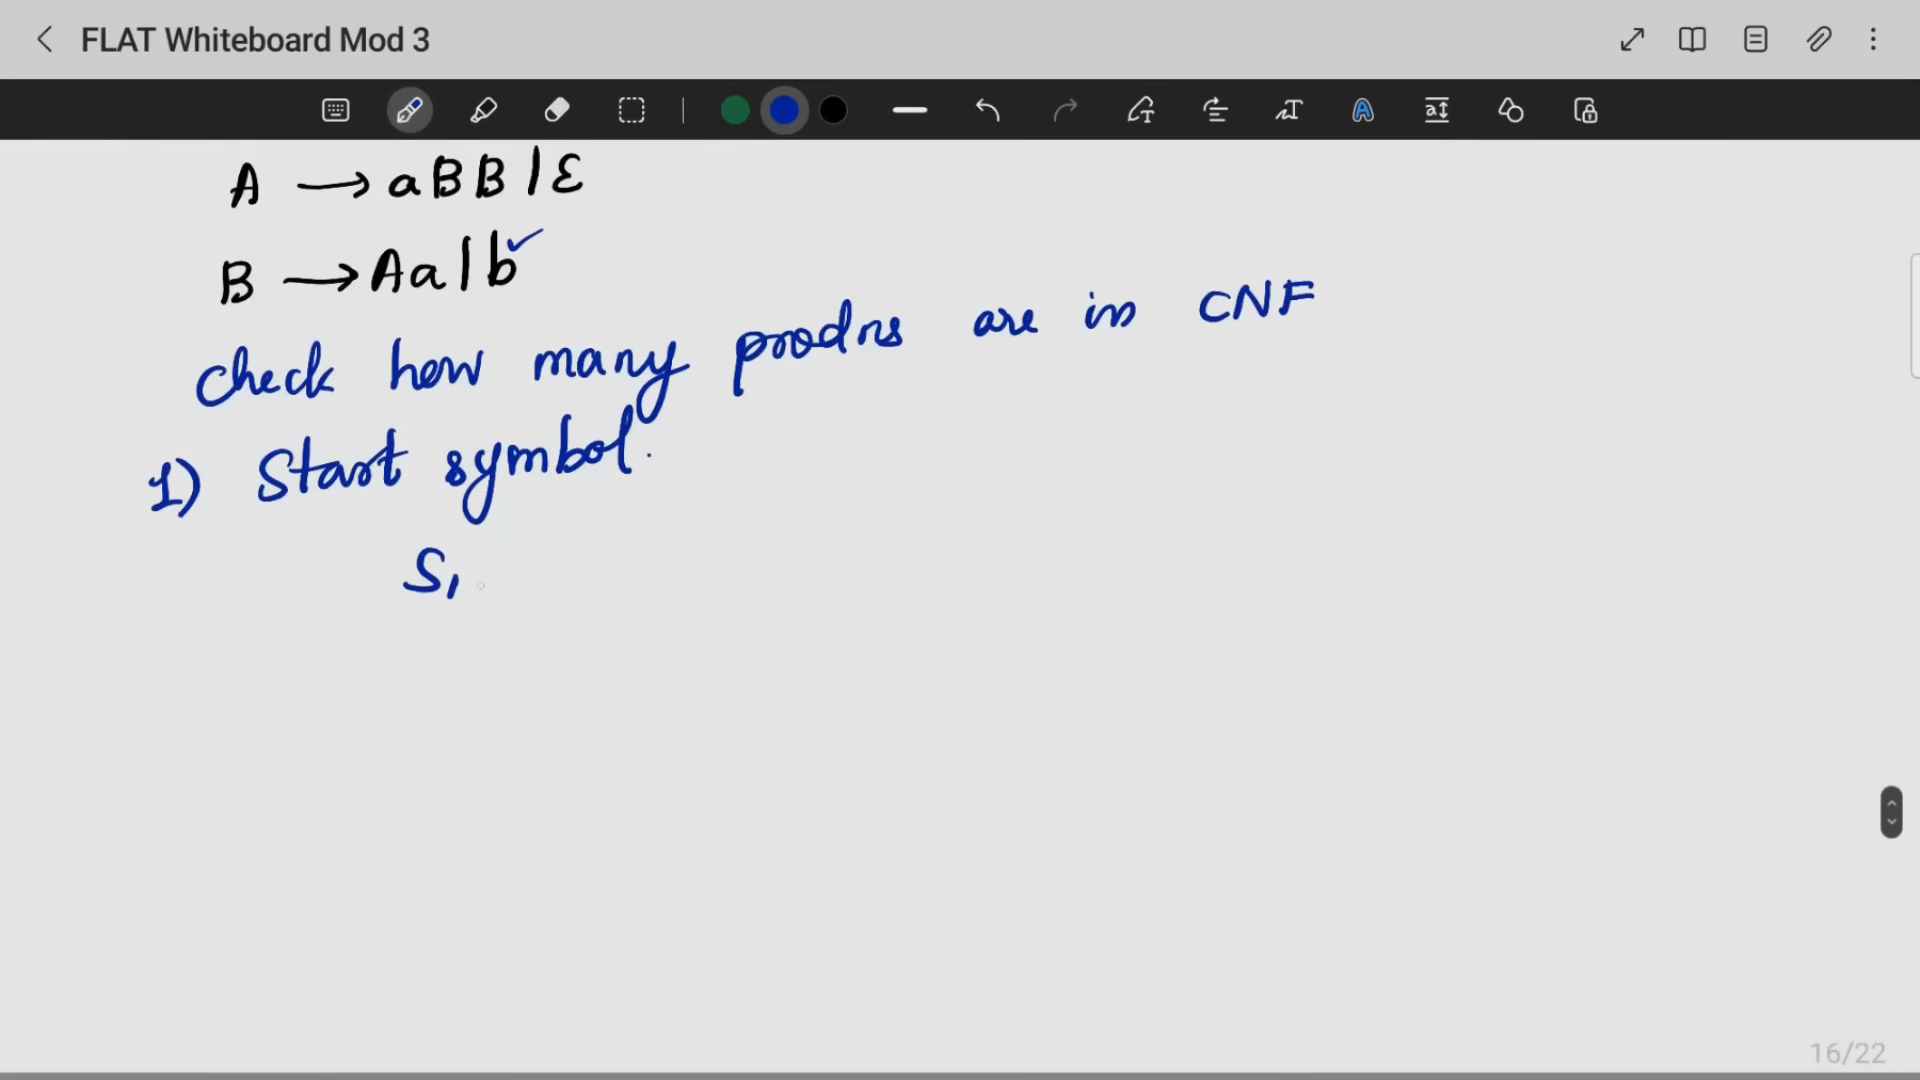 FLAT Whiteboard Mod 3
A → aBB | ε
B → Aa | b ✓
check how many prodns are in CNF
1) Start symbol.
S1
16/22